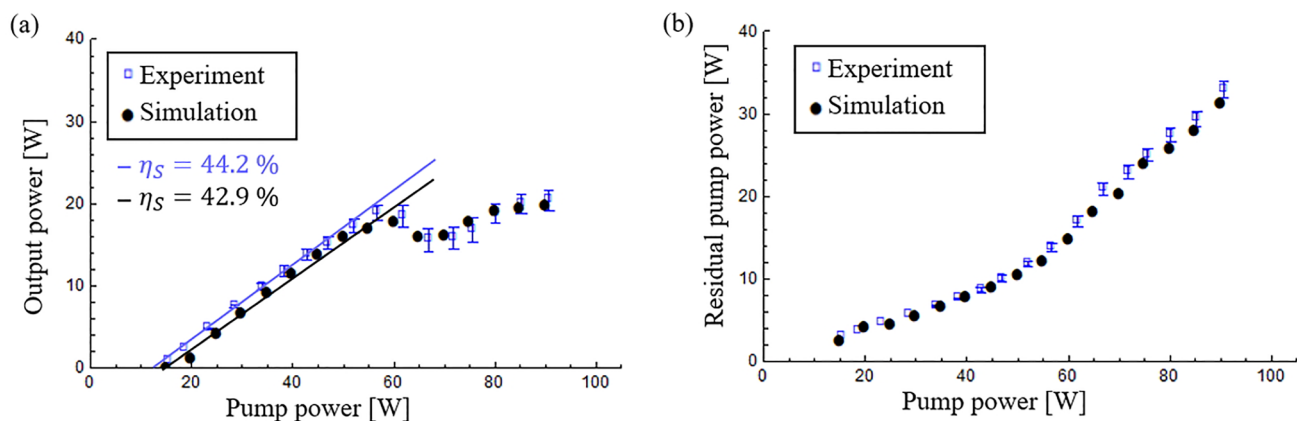 (a)
Output power [W]
40
30
20
10
0
Experiment
Simulation
– ηS = 44.2 %
– ηS = 42.9 %
0 20 40 60 80 100
Pump power [W]
(b)
Residual pump power [W]
40
30
20
10
0
Experiment
Simulation
0 20 40 60 80 100
Pump power [W]